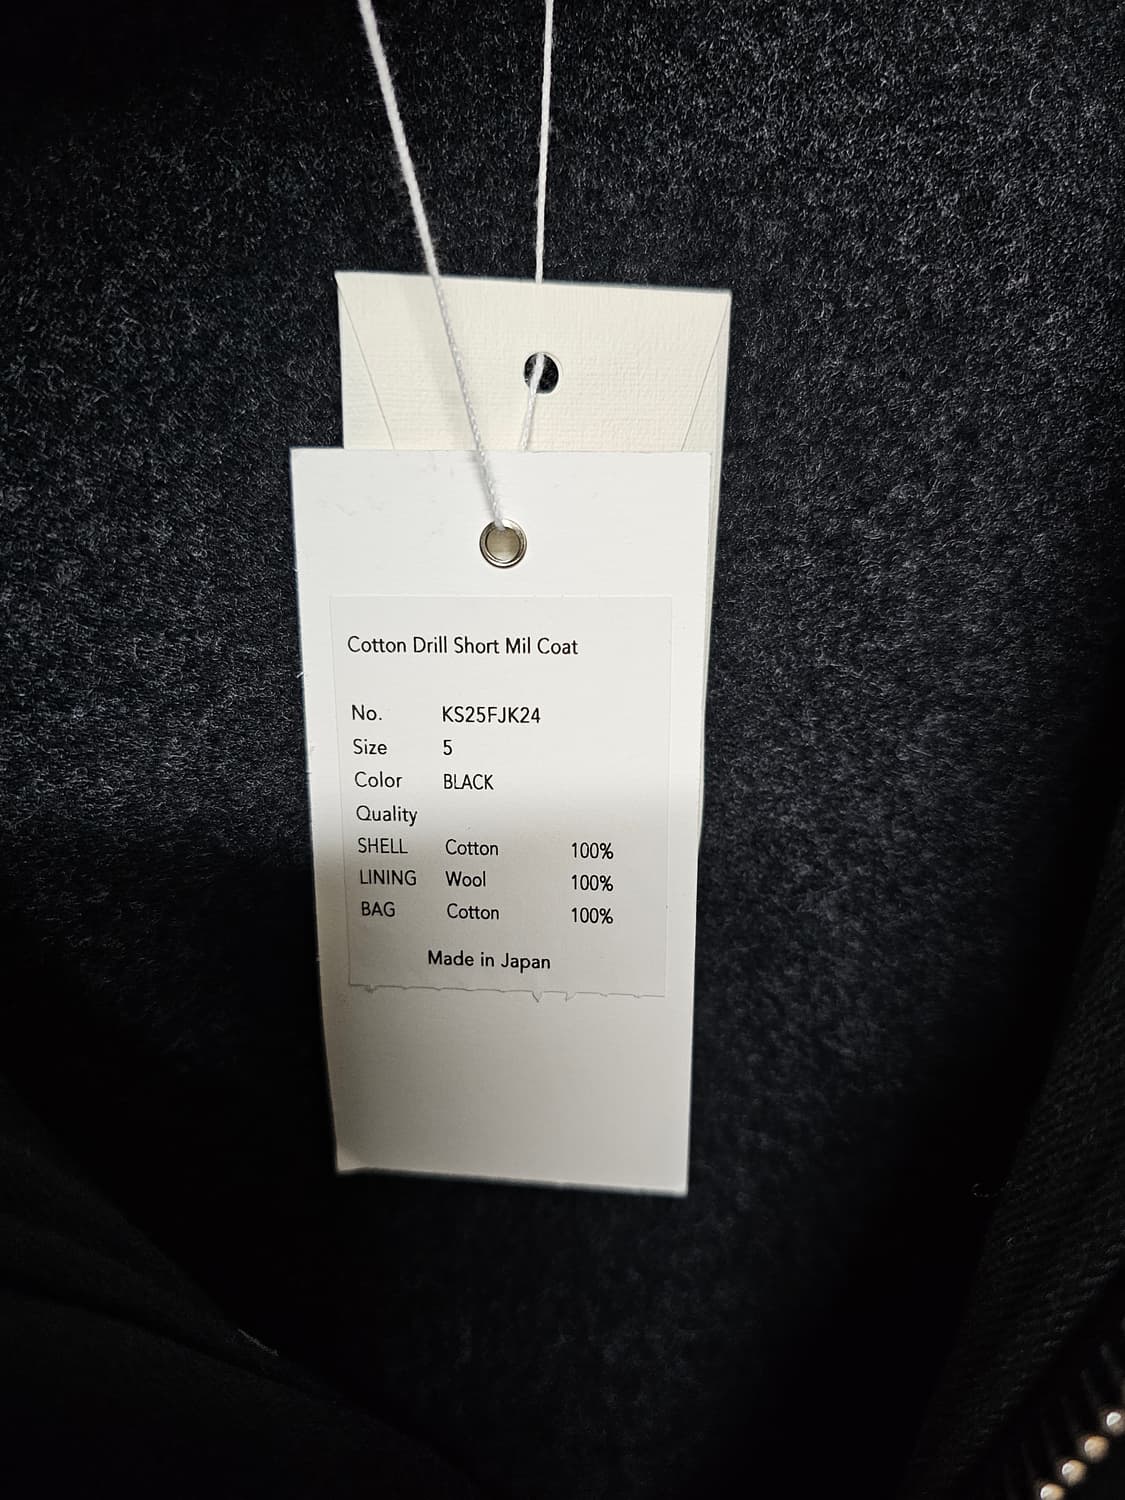 Cotton Drill Short Mil Coat
No. KS25FJK24
Size 5
Color BLACK
Quality
SHELL Cotton 100%
LINING Wool 100%
BAG Cotton 100%
Made in Japan